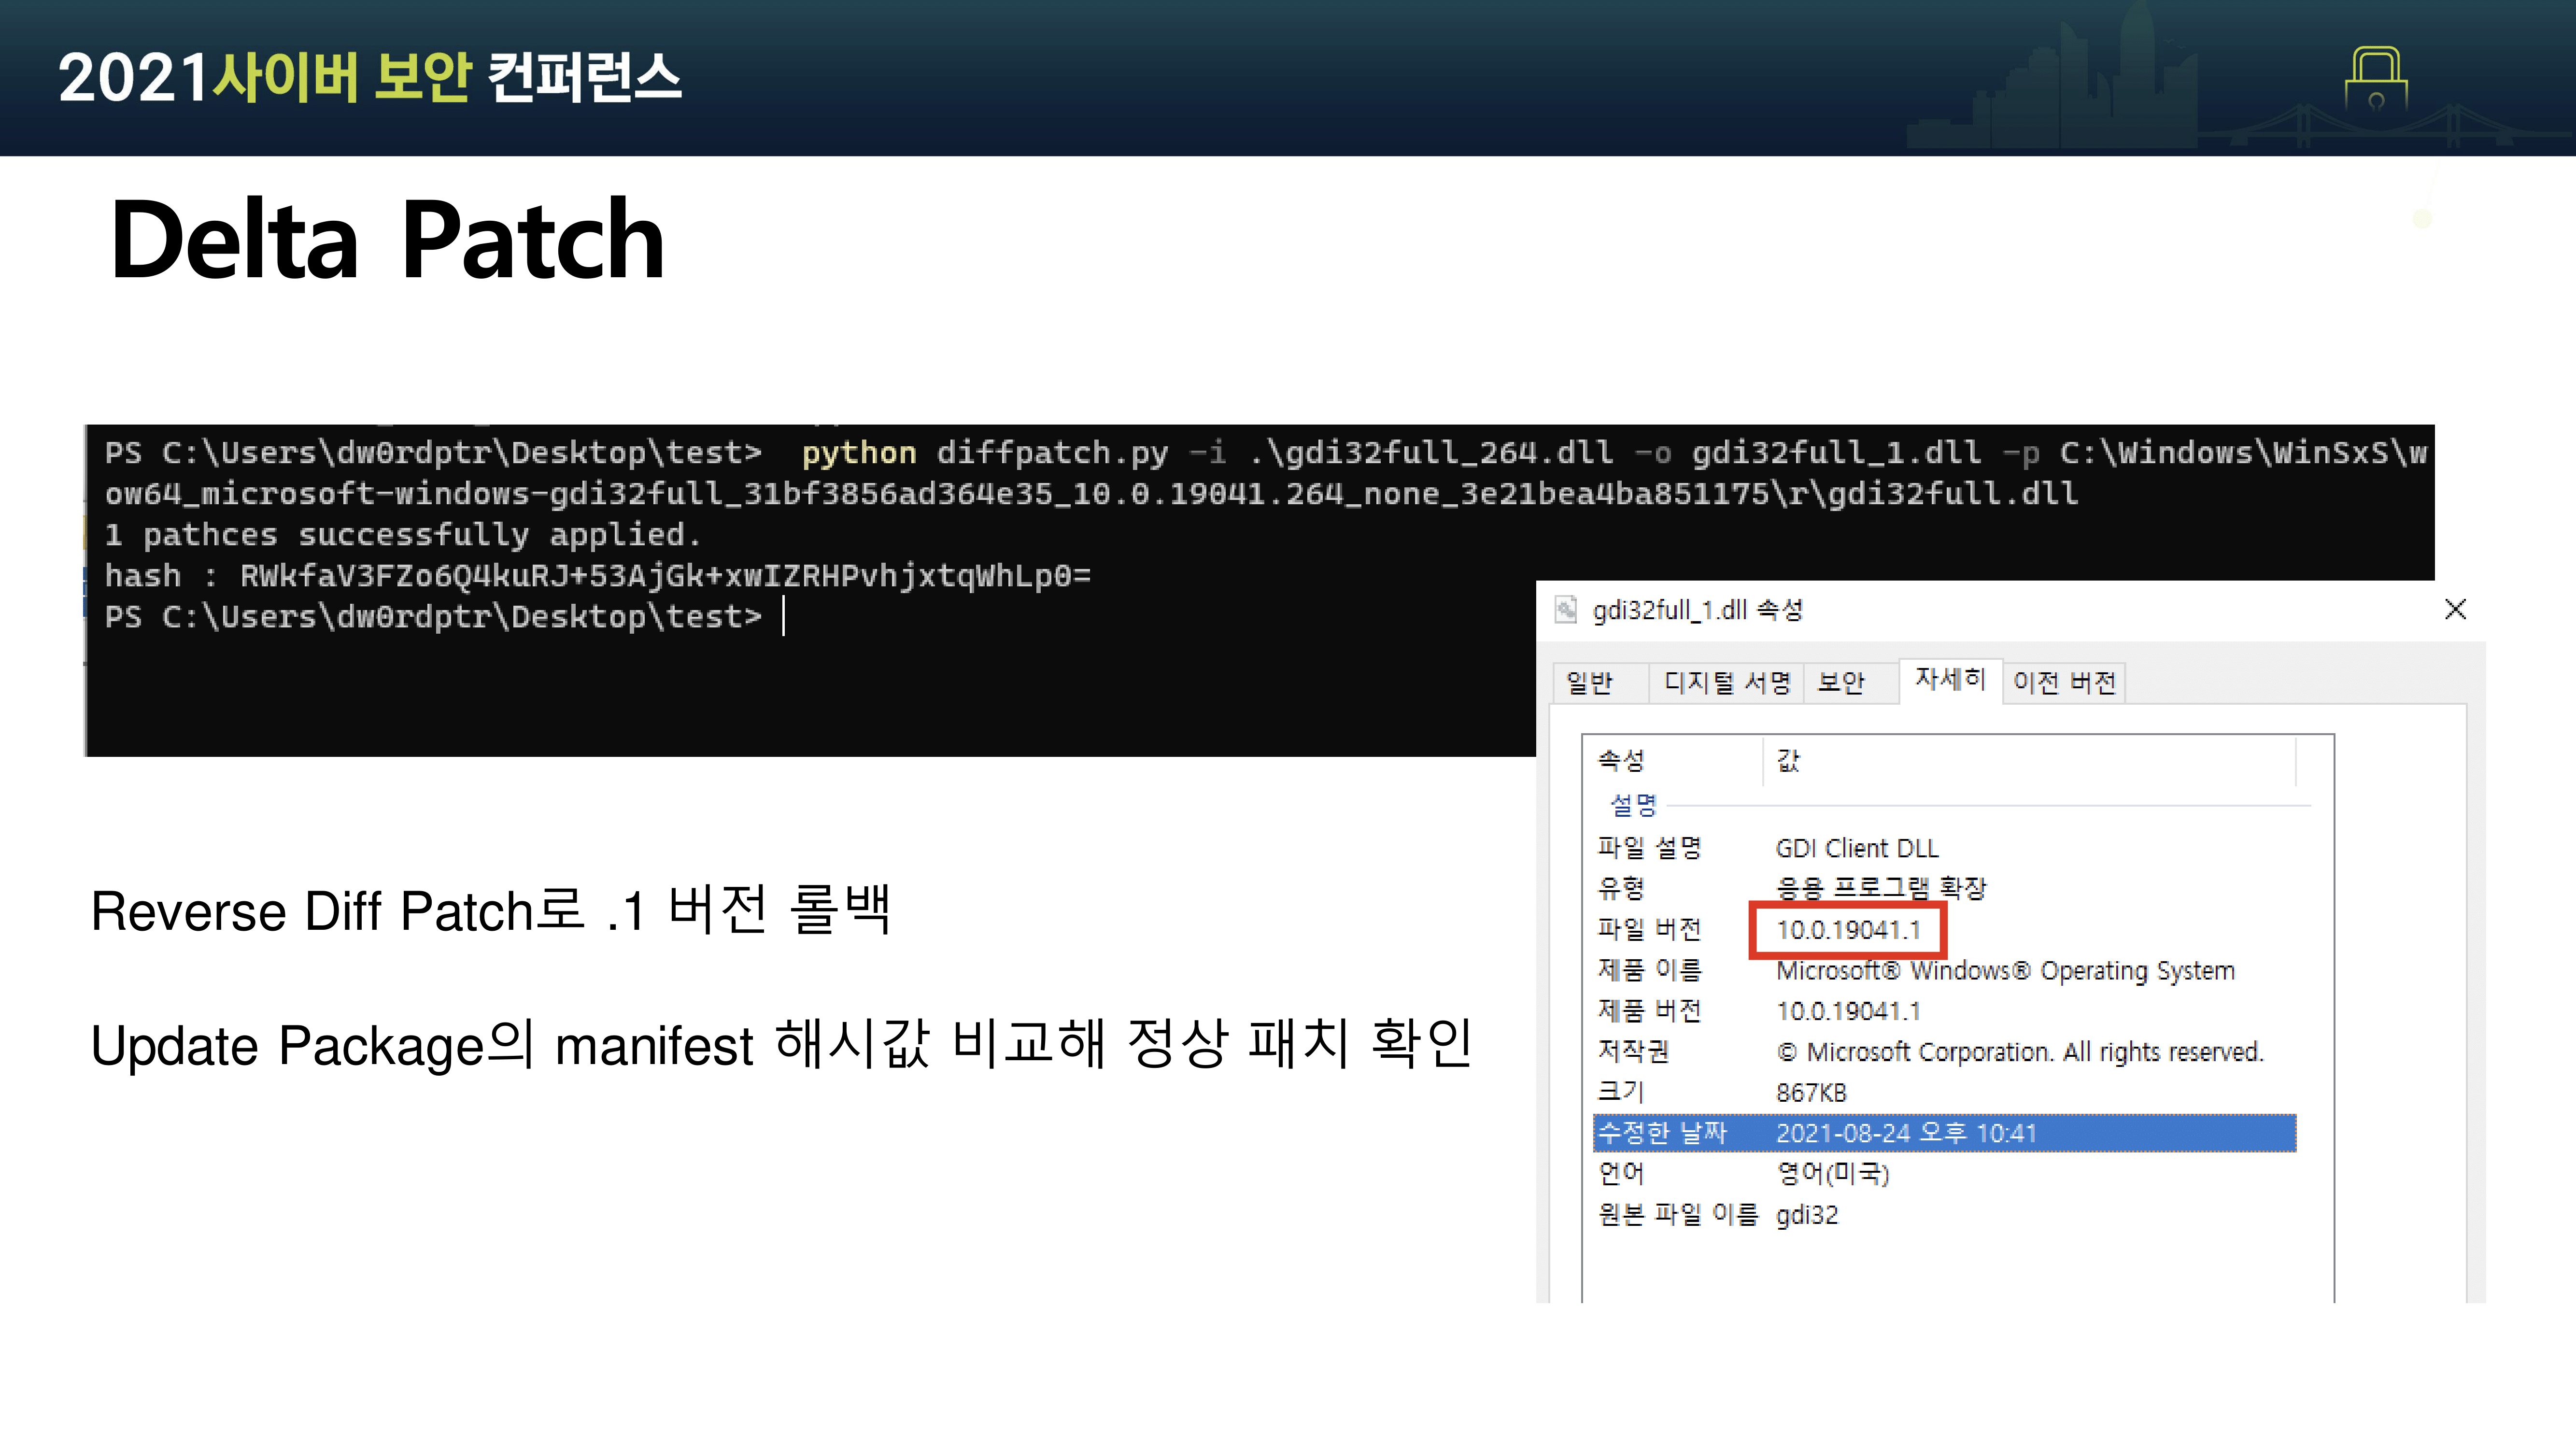 2021사이버 보안 컨퍼런스
Delta Patch
PS C:\Users\dw0rdptr\Desktop\test>  python diffpatch.py -i .\gdi32full_264.dll -o gdi32full_1.dll -p C:\Windows\WinSxS\w
ow64_microsoft-windows-gdi32full_31bf3856ad364e35_10.0.19041.264_none_3e21bea4ba851175\r\gdi32full.dll
1 pathces successfully applied.
hash : RWkfaV3FZo6Q4kuRJ+53AjGk+xwIZRHPvhjxtqWhLp0=
PS C:\Users\dw0rdptr\Desktop\test>
gdi32full_1.dll 속성
일반 디지털 서명 보안 자세히 이전 버전
속성 값
설명
파일 설명 GDI Client DLL
유형 응용 프로그램 확장
파일 버전 10.0.19041.1
제품 이름 Microsoft® Windows® Operating System
제품 버전 10.0.19041.1
저작권 © Microsoft Corporation. All rights reserved.
크기 867KB
수정한 날짜 2021-08-24 오후 10:41
언어 영어(미국)
원본 파일 이름 gdi32
Reverse Diff Patch로 .1 버전 롤백
Update Package의 manifest 해시값 비교해 정상 패치 확인